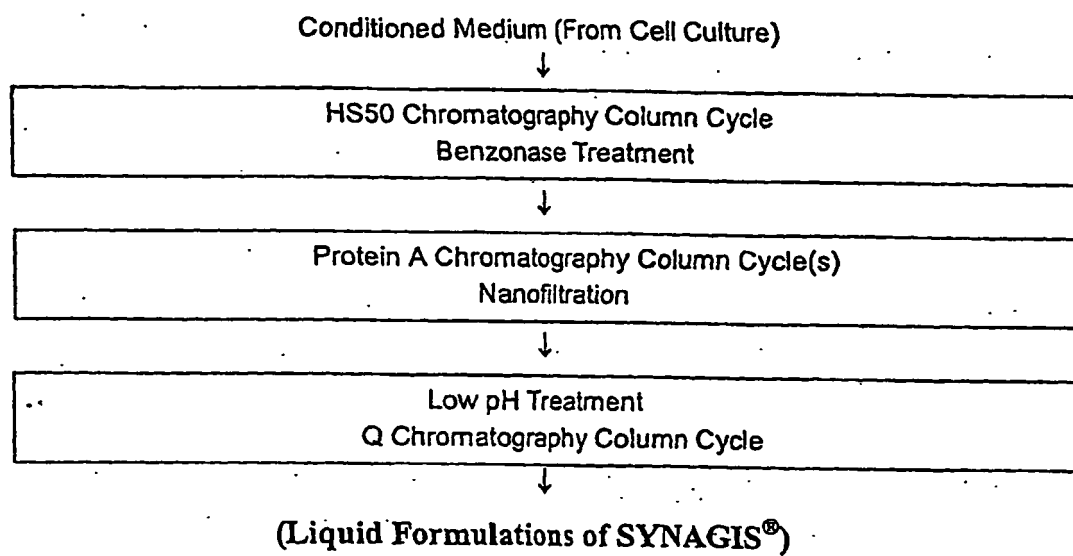 Conditioned Medium (From Cell Culture)
↓
HS50 Chromatography Column Cycle
Benzonase Treatment
↓
Protein A Chromatography Column Cycle(s)
Nanofiltration
↓
Low pH Treatment
Q Chromatography Column Cycle
↓
(Liquid Formulations of SYNAGIS®)